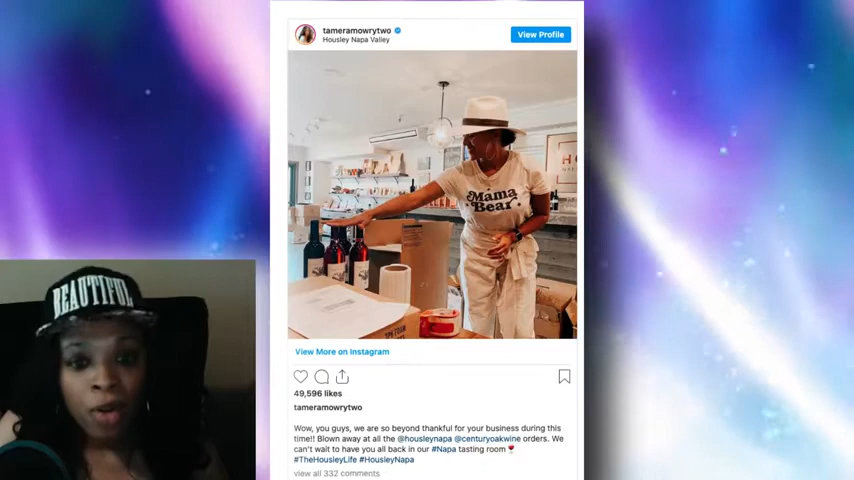 tameramowrytwo
Housley Napa Valley
View Profile
Mama
Bear
BEAUTIFUL
View More on Instagram
49,596 likes
tameramowrytwo
Wow, you guys, we are so beyond thankful for your business during this
time!! Blown away at all the @housleynapa @centuryoakwine orders. We
can't wait to have you all back in our #Napa tasting room🍷
#TheHousleyLife #HousleyNapa
view all 332 comments